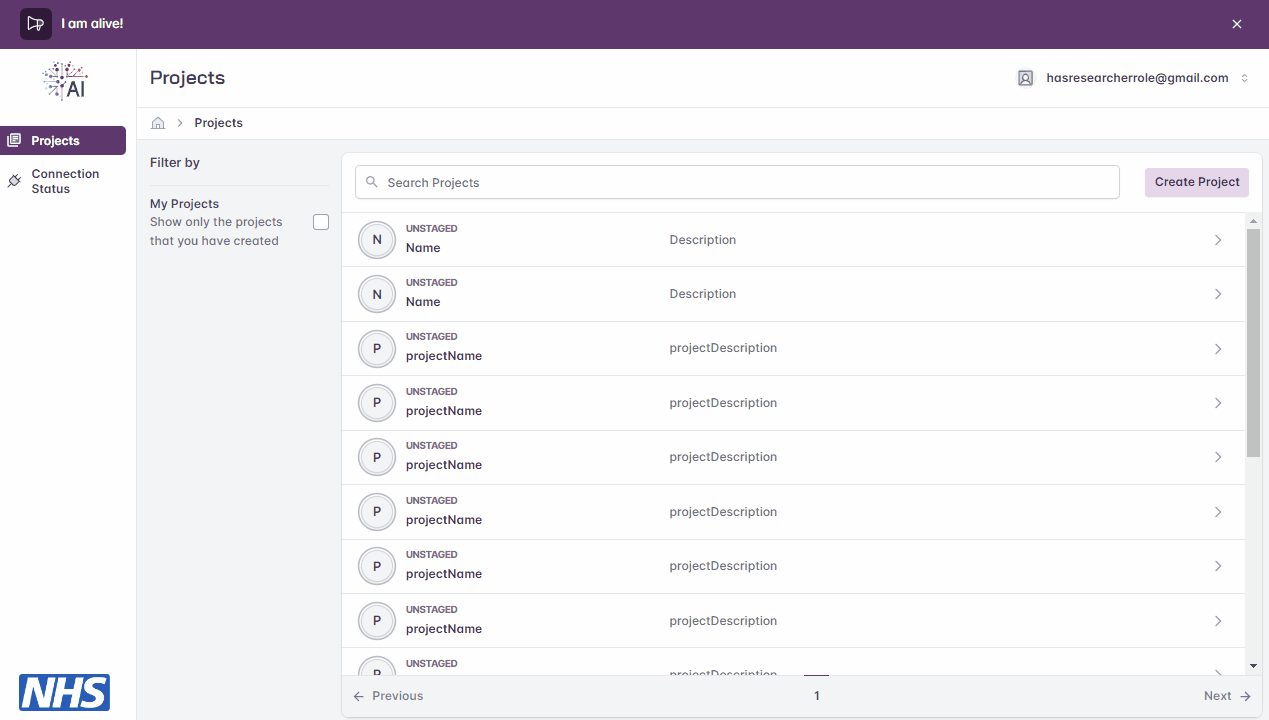 I am alive!
AI
Projects
hasresearcherrole@gmail.com
Projects
Projects
Connection
Status
Filter by
My Projects
Show only the projects
that you have created
Search Projects
Create Project
N
UNSTAGED
Name
Description
N
UNSTAGED
Name
Description
P
UNSTAGED
projectName
projectDescription
P
UNSTAGED
projectName
projectDescription
P
UNSTAGED
projectName
projectDescription
P
UNSTAGED
projectName
projectDescription
P
UNSTAGED
projectName
projectDescription
P
UNSTAGED
projectName
projectDescription
P
UNSTAGED
projectDescription
Previous
1
Next
NHS